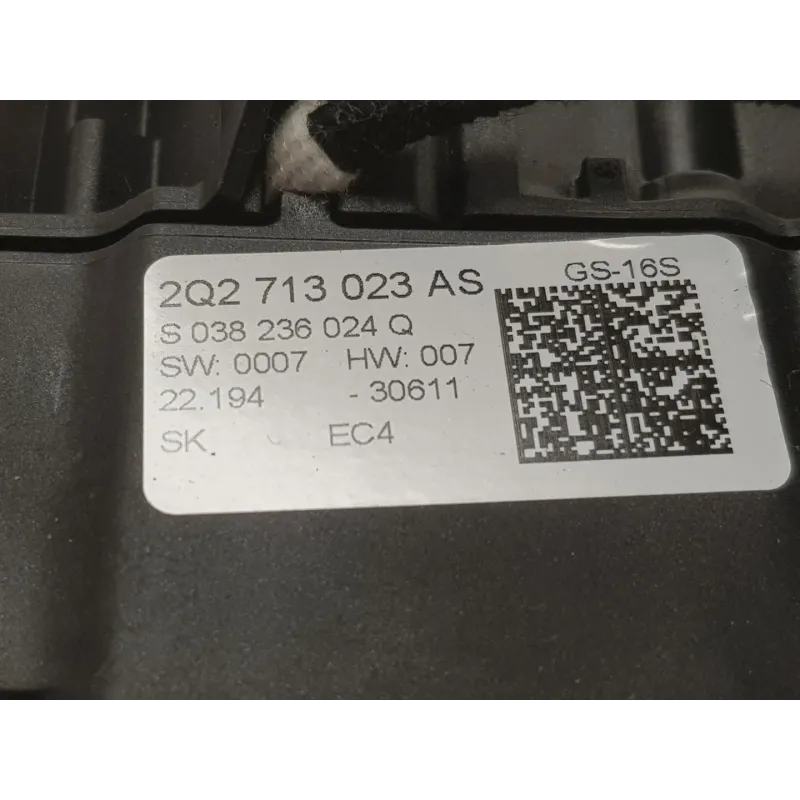 2Q2 713 023 AS
GS-16S
S 038 236 024 Q
SW: 0007 HW: 007
22.194 - 30611
SK EC4